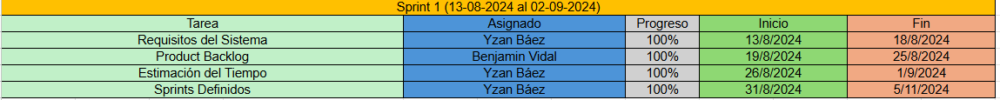 Sprint 1 (13-08-2024 al 02-09-2024)
Tarea Asignado Progreso Inicio Fin
Requisitos del Sistema Yzan Báez 100% 13/8/2024 18/8/2024
Product Backlog Benjamin Vidal 100% 19/8/2024 25/8/2024
Estimación del Tiempo Yzan Báez 100% 26/8/2024 1/9/2024
Sprints Definidos Yzan Báez 100% 31/8/2024 5/11/2024